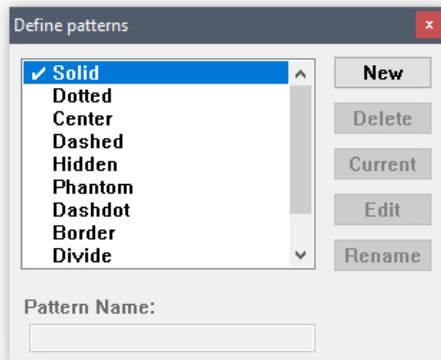 Define patterns
x
✓ Solid
Dotted
Center
Dashed
Hidden
Phantom
Dashdot
Border
Divide
New
Delete
Current
Edit
Rename
Pattern Name: